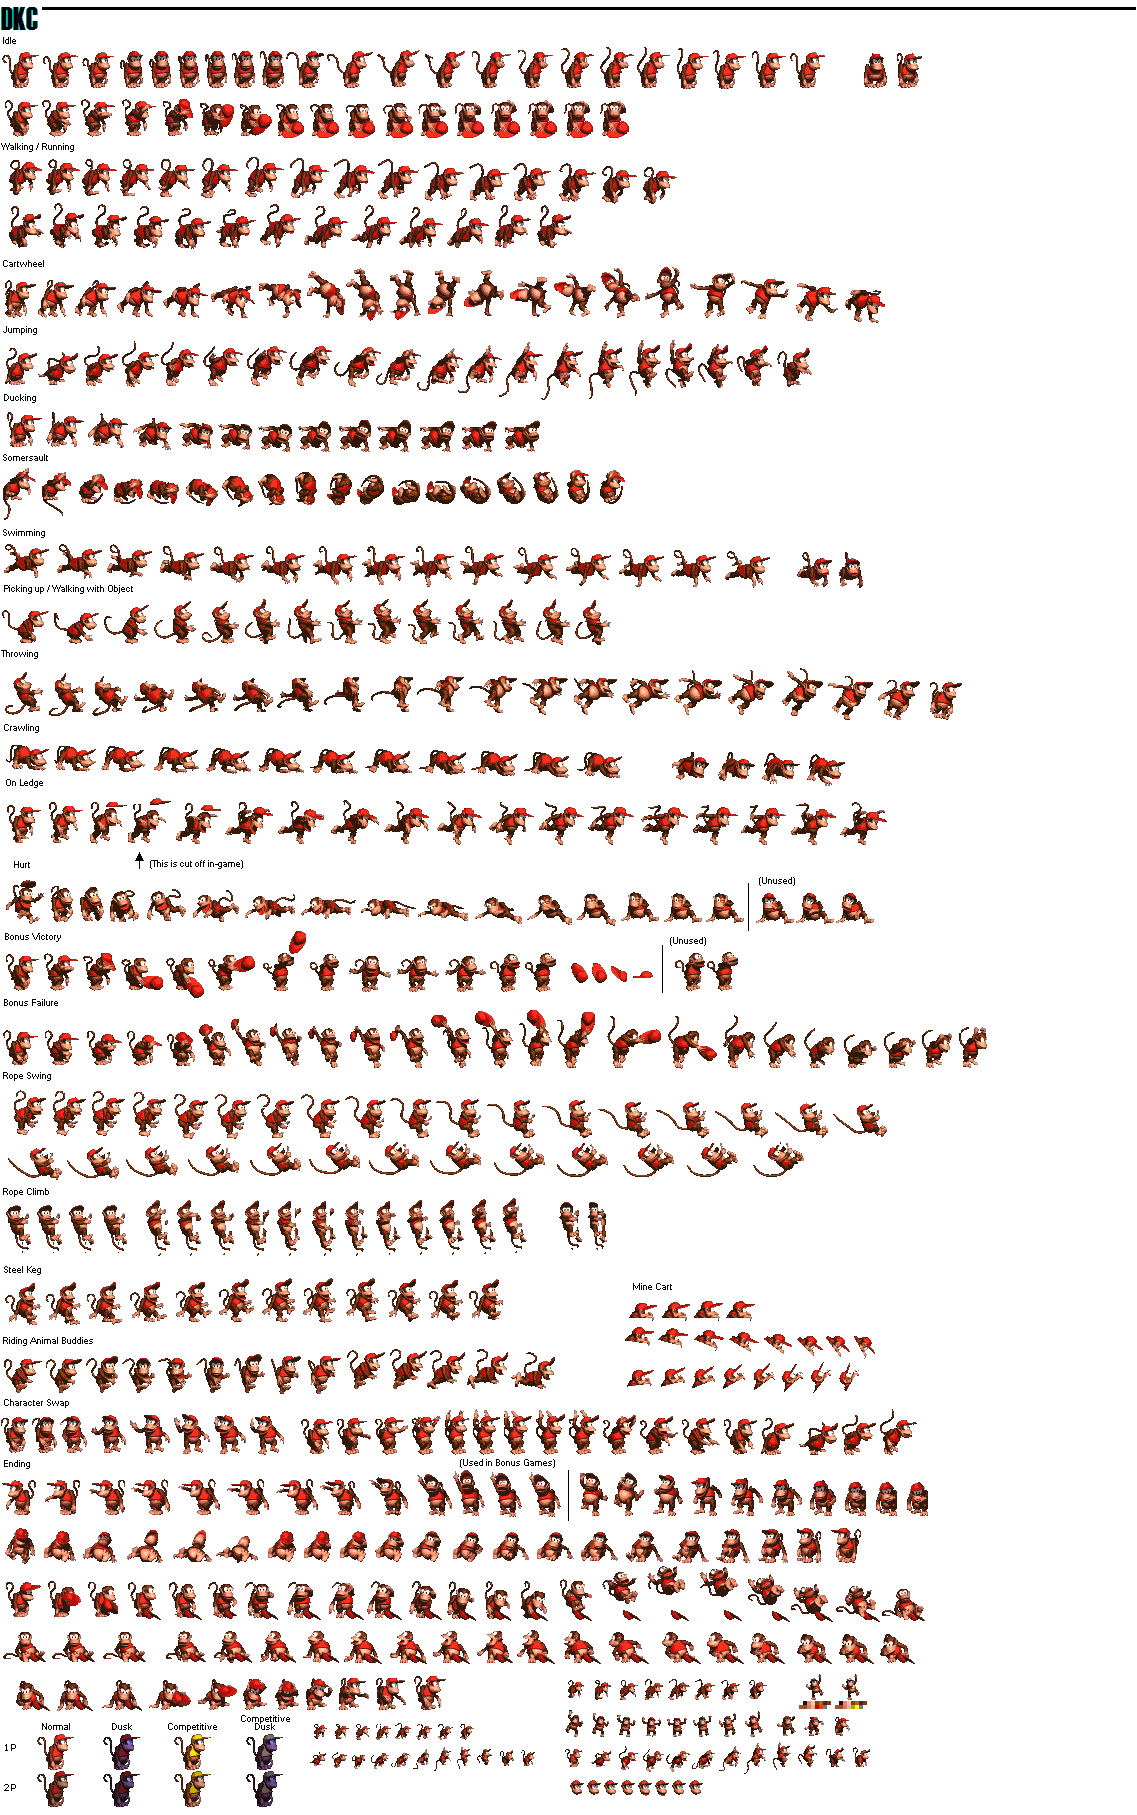 DKC
Idle
Walking / Running
Cartwheel
Jumping
Ducking
Somersault
Swimming
Picking up / Walking with Object
Throwing
Crawling
On Ledge
(This is cut off in-game)
Hurt
(Unused)
Bonus Victory
(Unused)
Bonus Failure
Rope Swing
Rope Climb
Steel Keg
Mine Cart
Riding Animal Buddies
Character Swap
Ending
(Used in Bonus Games)
Normal
Dusk
Competitive
Competitive
Dusk
1P
2P